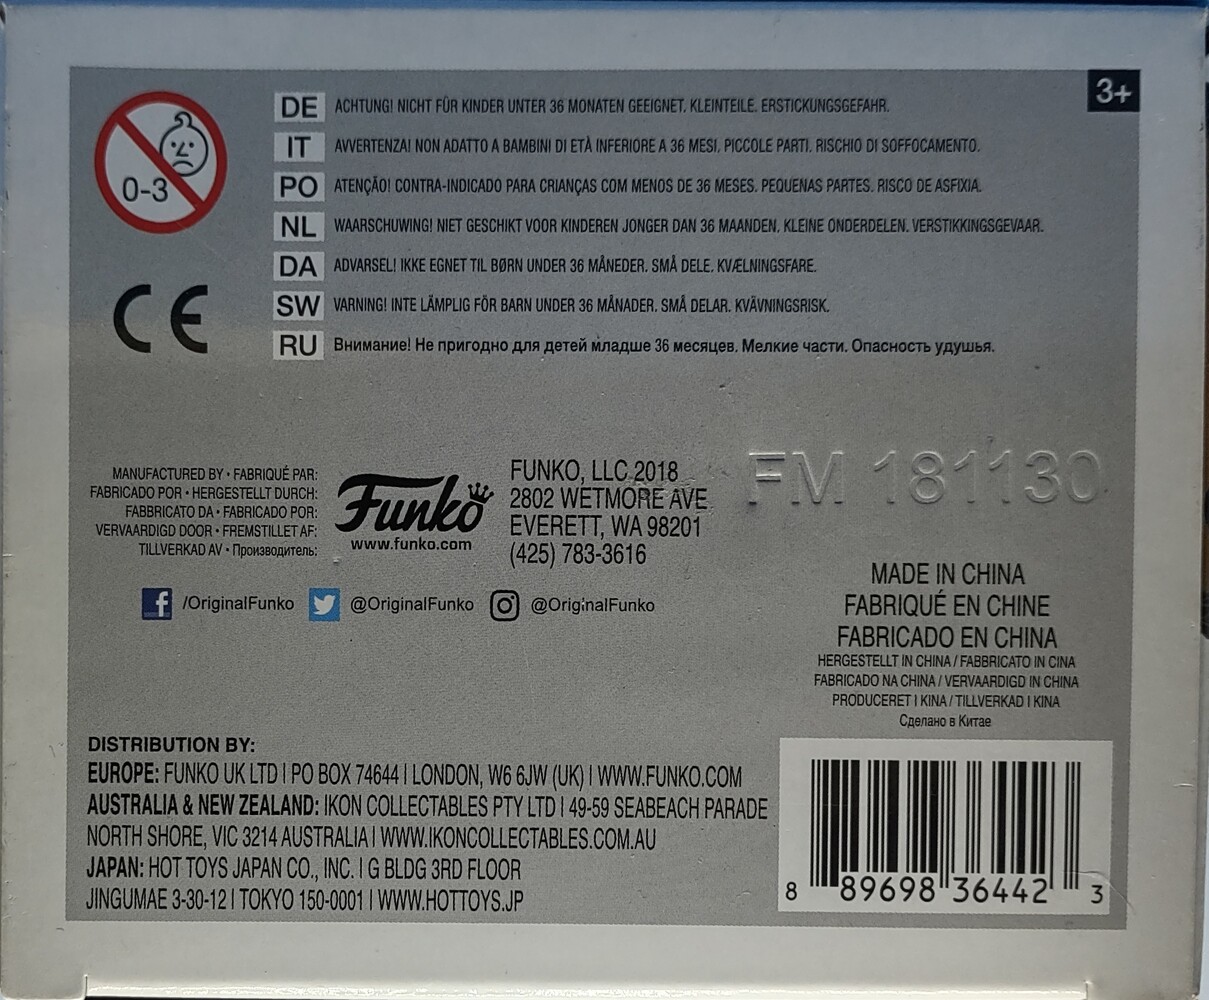 3+
0-3
DE ACHTUNG! NICHT FÜR KINDER UNTER 36 MONATEN GEEIGNET. KLEINTEILE. ERSTICKUNGSGEFAHR.
IT AVVERTENZA! NON ADATTO A BAMBINI DI ETÀ INFERIORE A 36 MESI. PICCOLE PARTI. RISCHIO DI SOFFOCAMENTO.
PO ATENÇÃO! CONTRA-INDICADO PARA CRIANÇAS COM MENOS DE 36 MESES. PEQUENAS PARTES. RISCO DE ASFIXIA.
NL WAARSCHUWING! NIET GESCHIKT VOOR KINDEREN JONGER DAN 36 MAANDEN. KLEINE ONDERDELEN. VERSTIKKINGSGEVAAR.
DA ADVARSEL! IKKE EGNET TIL BØRN UNDER 36 MÅNEDER. SMÅ DELE. KVÆLNINGSFARE.
SW VARNING! INTE LÄMPLIG FÖR BARN UNDER 36 MÅNADER. SMÅ DELAR. KVÄVNINGSRISK.
RU Внимание! Не пригодно для детей младше 36 месяцев. Мелкие части. Опасность удушья.
CE
MANUFACTURED BY • FABRIQUÉ PAR:
FABRICADO POR • HERGESTELLT DURCH:
FABBRICATO DA • FABRICADO POR:
VERVAARDIGD DOOR • FREMSTILLET AF:
TILLVERKAD AV • Производитель:
Funko
www.funko.com
FUNKO, LLC 2018
2802 WETMORE AVE
EVERETT, WA 98201
(425) 783-3616
FM 181130
/OriginalFunko @OriginalFunko @OriginalFunko
MADE IN CHINA
FABRIQUÉ EN CHINE
FABRICADO EN CHINA
HERGESTELLT IN CHINA / FABBRICATO IN CINA
FABRICADO NA CHINA / VERVAARDIGD IN CHINA
PRODUCERET I KINA / TILLVERKAD I KINA
Сделано в Китае
DISTRIBUTION BY:
EUROPE: FUNKO UK LTD | PO BOX 74644 | LONDON, W6 6JW (UK) | WWW.FUNKO.COM
AUSTRALIA & NEW ZEALAND: IKON COLLECTABLES PTY LTD | 49-59 SEABEACH PARADE
NORTH SHORE, VIC 3214 AUSTRALIA | WWW.IKONCOLLECTABLES.COM.AU
JAPAN: HOT TOYS JAPAN CO., INC. | G BLDG 3RD FLOOR
JINGUMAE 3-30-12 | TOKYO 150-0001 | WWW.HOTTOYS.JP
8 89698 36442 3